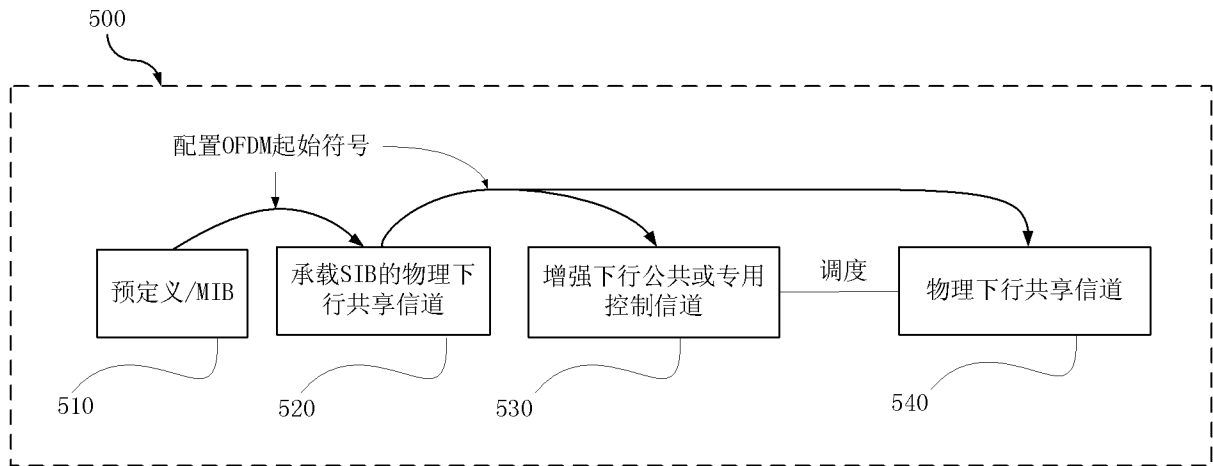 500
配置OFDM起始符号
预定义/MIB
承载SIB的物理下
行共享信道
增强下行公共或专用
控制信道
调度
物理下行共享信道
510
520
530
540